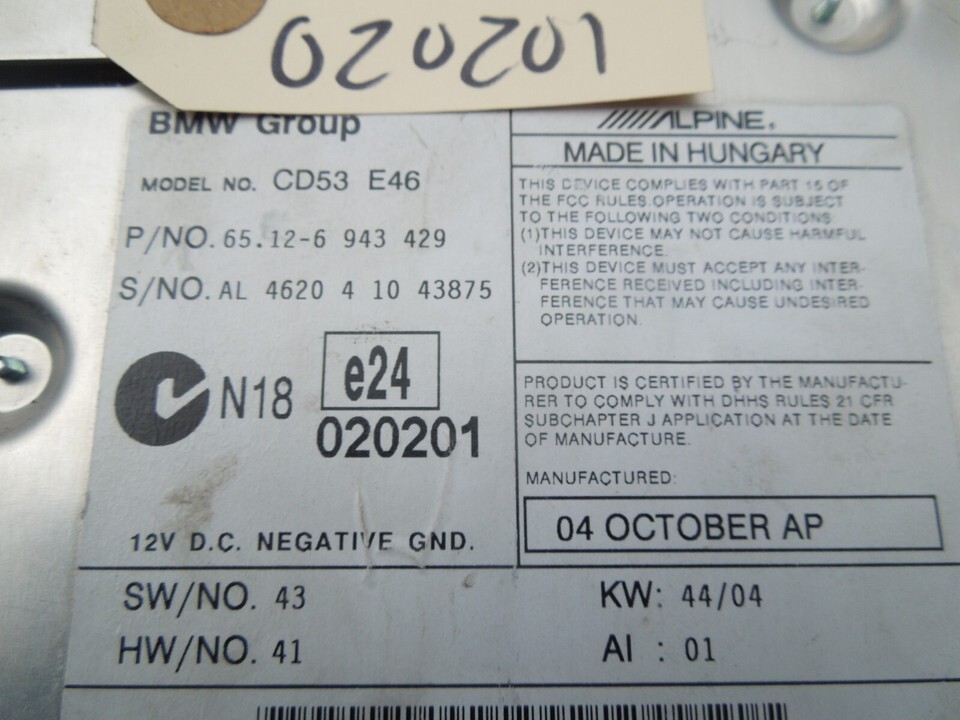 020201
BMW Group
MODEL NO. CD53 E46
P/NO. 65.12-6 943 429
S/NO. AL 4620 4 10 43875
N18
e24
020201
12V D.C. NEGATIVE GND.
ALPINE.
MADE IN HUNGARY
THIS DEVICE COMPLIES WITH PART 15 OF
THE FCC RULES. OPERATION IS SUBJECT
TO THE FOLLOWING TWO CONDITIONS:
(1)THIS DEVICE MAY NOT CAUSE HARMFUL
INTERFERENCE.
(2)THIS DEVICE MUST ACCEPT ANY INTER-
FERENCE RECEIVED INCLUDING INTER-
FERENCE THAT MAY CAUSE UNDESIRED
OPERATION.
PRODUCT IS CERTIFIED BY THE MANUFACTU-
RER TO COMPLY WITH DHHS RULES 21 CFR
SUBCHAPTER J APPLICATION AT THE DATE
OF MANUFACTURE.
MANUFACTURED:
04 OCTOBER AP
SW/NO. 43
KW: 44/04
HW/NO. 41
AI : 01